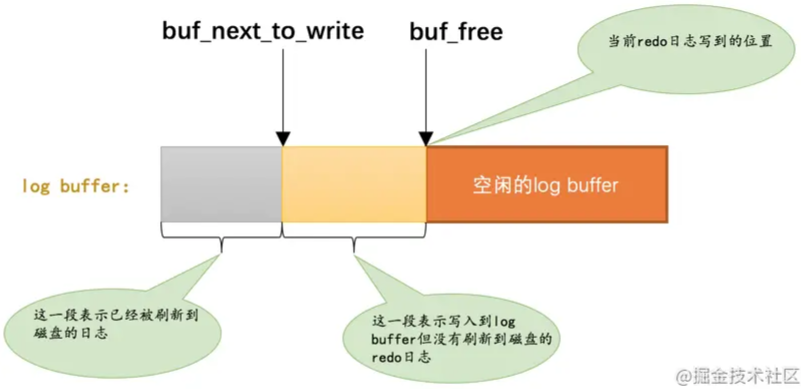 buf_next_to_write
buf_free
当前redo日志写到的位置
log buffer：
空闲的log buffer
这一段表示已经被刷新到
磁盘的日志
这一段表示写入到log
buffer但没有刷新到磁盘的
redo日志
@掘金技术社区